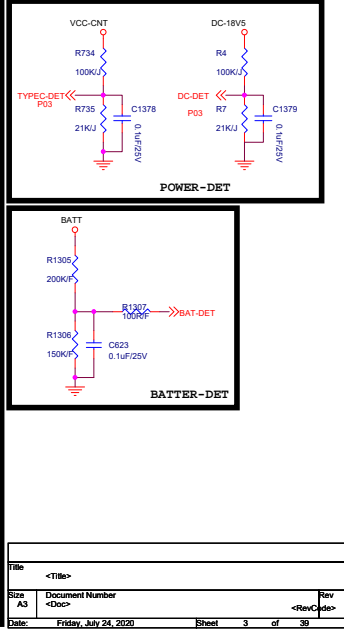 VCC-CNT
DC-18V5
R734
R4
100K/J
100K/J
TYPEC-DET
DC-DET
P03
P03
R735
C1378
R7
C1379
21K/J
0.1uF/25V
21K/J
0.1uF/25V
POWER-DET
BATT
R1305
200K/F
R1307
100R/F
BAT-DET
R1306
150K/F
C623
0.1uF/25V
BATTER-DET
Title
<Title>
Size
Document Number
Rev
A3
<Doc>
<RevCode>
Date:
Friday, July 24, 2020
Sheet
3
of
39